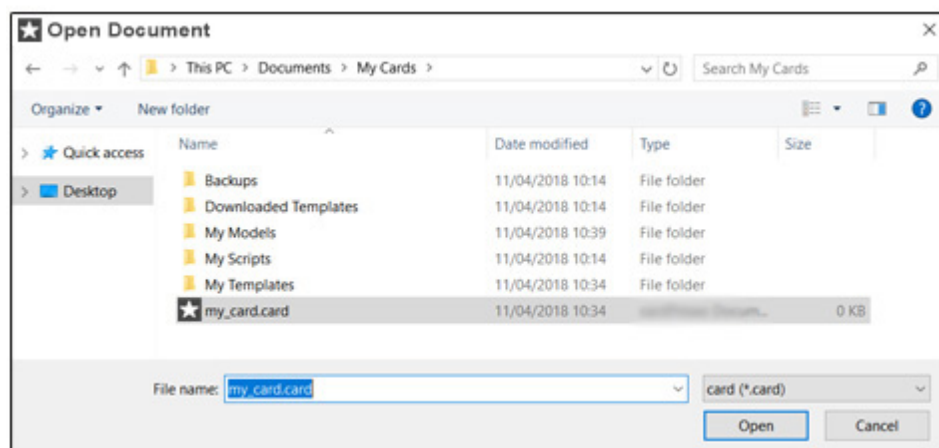 Open Document
This PC > Documents > My Cards >
Search My Cards
Organize
New folder
Name Date modified Type Size
Quick access
Desktop
Backups 11/04/2018 10:14 File folder
Downloaded Templates 11/04/2018 10:14 File folder
My Models 11/04/2018 10:39 File folder
My Scripts 11/04/2018 10:14 File folder
My Templates 11/04/2018 10:34 File folder
my_card.card 11/04/2018 10:34 0 KB
File name: my_card.card card (*.card)
Open Cancel